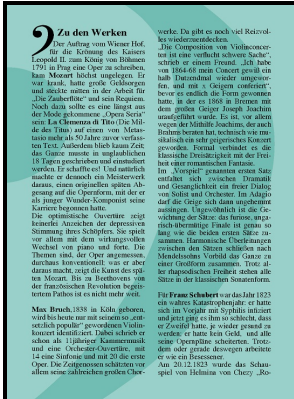 Zu den Werken
Der Auftrag vom Wiener Hof,
für die Krönung des Kaisers
Leopold II. zum König von Böhmen
1791 in Prag eine Oper zu schreiben,
kam Mozart höchst ungelegen. Er
war krank, hatte große Geldsorgen
und steckte mitten in der Arbeit für
„Die Zauberflöte“ und sein Requiem.
Noch dazu sollte es eine längst aus
der Mode gekommene „Opera Seria“
sein: La Clemenza di Tito (Die Mil-
de des Titus) auf einen von Metas-
tasio mehr als 50 Jahre zuvor verfass-
ten Text. Außerdem blieb kaum Zeit;
das Ganze musste in unglaublichen
18 Tagen geschrieben und einstudiert
werden. Er schaffte es! Und natürlich
machte er dennoch ein Meisterwerk
daraus, einen originellen späten Ab-
gesang auf die Opernform, mit der er
als junger Wunder-Komponist seine
Karriere begonnen hatte.
Die optimistische Ouvertüre zeigt
keinerlei Anzeichen der depressiven
Stimmung ihres Schöpfers. Sie spielt
vor allem mit dem wirkungsvollen
Wechsel von piano und forte. Die
Themen sind, der Oper angemessen,
durchaus konventionell; was er aber
daraus macht, zeigt die Kunst des spä-
ten Mozart. Bis zu Beethovens von
der französischen Revolution begeis-
tertem Pathos ist es nicht mehr weit.
Max Bruch, 1838 in Köln geboren,
wird bis heute nur mit seinem so „ent-
setzlich populär“ gewordenen Violin-
konzert identifiziert. Dabei schrieb er
schon als 11jähriger Kammermusik
und eine Orchester-Ouvertüre, mit
14 eine Sinfonie und mit 20 die erste
Oper. Die Zeitgenossen schätzten vor
allem seine zahlreichen großen Chor-
werke. Da gibt es noch viel Reizvol-
les wiederzuentdecken.
„Die Composition von Violinconcer-
ten ist eine verflucht schwere Sache“,
schrieb er einem Freund. „Ich habe
von 1864-68 mein Concert gewiß ein
halb Dutzendmal wieder umgewor-
fen, und mit x Geigern conferiert“,
bevor es endlich die Form gewonnen
hatte, in der es 1868 in Bremen mit
dem großen Geiger Joseph Joachim
uraufgeführt wurde. Es ist, vor allem
wegen der Mithilfe Joachims, der auch
Brahms beraten hat, technisch wie mu-
sikalisch ein sehr geigerisches Konzert
geworden. Formal verbindet es die
klassische Dreisätzigkeit mit der Frei-
heit einer romantischen Fantasie.
Im „Vorspiel“ genannten ersten Satz
entfaltet sich zwischen Dramatik
und Gesanglichkeit ein freier Dialog
von Solist und Orchester. Im Adagio
darf die Geige sich dann ungehemmt
aussingen. Ungewöhnlich ist die Ge-
wichtung der Sätze: das furiose, unga-
risch-übermütige Finale ist genau so
lang wie die beiden ersten Sätze zu-
sammen. Harmonische Überleitungen
zwischen den Sätzen schließen nach
Mendelssohns Vorbild das Ganze zu
einer Großform zusammen. Trotz al-
ler rhapsodischen Freiheit stehen alle
Sätze in der klassischen Sonatenform.
Für Franz Schubert war das Jahr 1823
ein wahres Katastrophenjahr: er hatte
sich im Vorjahr mit Syphilis infiziert
und jetzt ging es ihm so schlecht, dass
er Zweifel hatte, je wieder gesund zu
werden; er hatte kein Geld, und alle
seine Opernpläne scheiterten. Trotz-
dem oder gerade deswegen arbeitete
er wie ein Besessener.
Am 20.12.1823 wurde das Schau-
spiel von Helmina von Chezy „Ro-